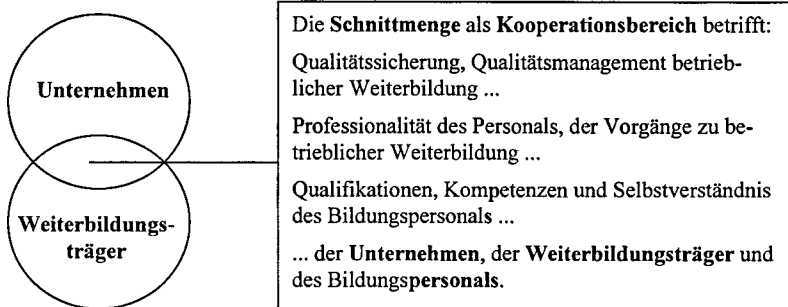 Unternehmen
Weiterbildungs-
träger
Die Schnittmenge als Kooperationsbereich betrifft:
Qualitätssicherung, Qualitätsmanagement betrieb-
licher Weiterbildung ...
Professionalität des Personals, der Vorgänge zu be-
trieblicher Weiterbildung ...
Qualifikationen, Kompetenzen und Selbstverständnis
des Bildungspersonals ...
... der Unternehmen, der Weiterbildungsträger und
des Bildungspersonals.